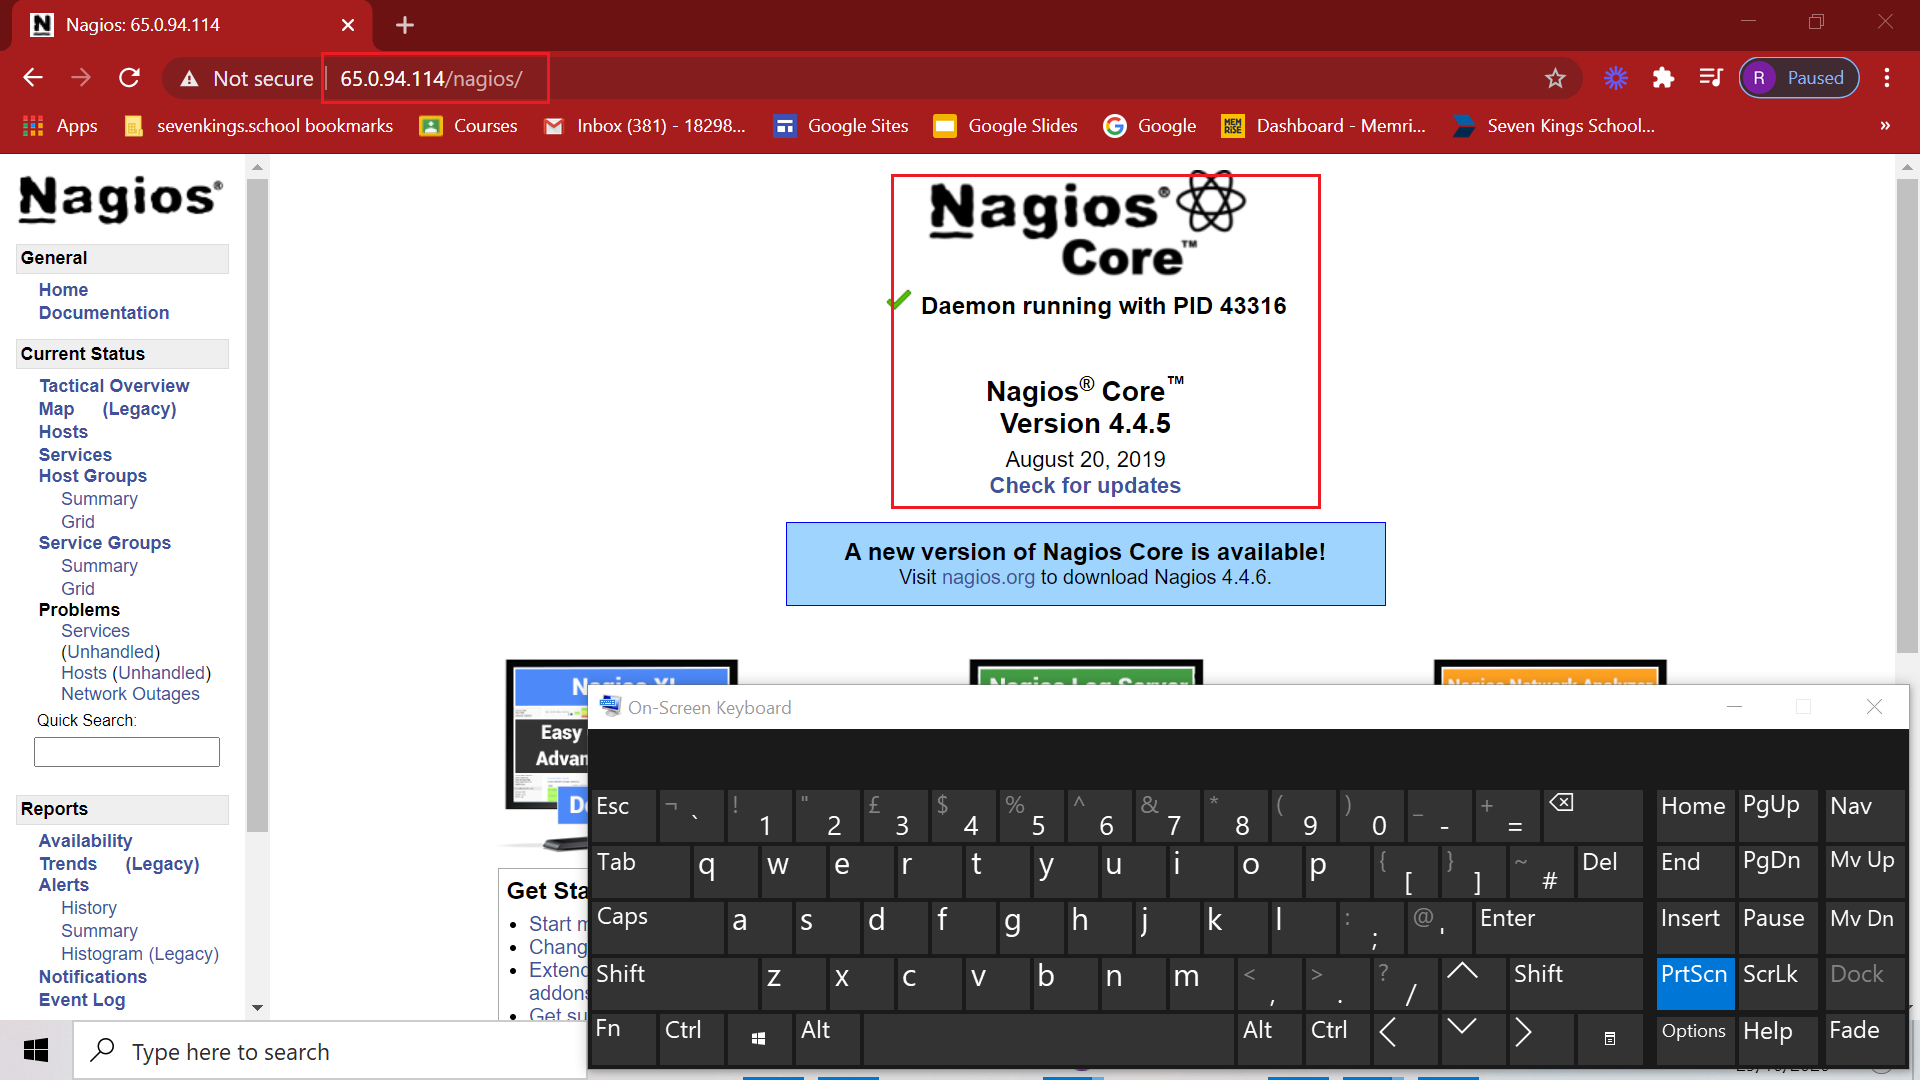 Nagios: 65.0.94.114
Not secure 65.0.94.114/nagios/
R Paused
Apps sevenkings.school bookmarks Courses Inbox (381) - 18298... Google Sites Google Slides Google Dashboard - Memri... Seven Kings School... »
Nagios®
General
Home
Documentation
Current Status
Tactical Overview
Map (Legacy)
Hosts
Services
Host Groups
Summary
Grid
Service Groups
Summary
Grid
Problems
Services
(Unhandled)
Hosts (Unhandled)
Network Outages
Quick Search:
Reports
Availability
Trends (Legacy)
Alerts
History
Summary
Histogram (Legacy)
Notifications
Event Log
Nagios®
Core™
Daemon running with PID 43316
Nagios® Core™
Version 4.4.5
August 20, 2019
Check for updates
A new version of Nagios Core is available!
Visit nagios.org to download Nagios 4.4.6.
Nagios Log Server
Nagios Network Analyzer
Easy
Get Sta
Start
Extend
addons
Get su
On-Screen Keyboard
Esc ¬ ` ! 1 " 2 £ 3 $ 4 % 5 ^ 6 & 7 * 8 ( 9 ) 0 _ - + = Home PgUp Nav
Tab q w e r t y u i o p { [ } ] ~ # Del End PgDn Mv Up
Caps a s d f g h j k l : ; @ ' Enter Insert Pause Mv Dn
Shift z x c v b n m < , > . ? / Shift PrtScn ScrLk Dock
Fn Ctrl Alt Alt Ctrl Options Help Fade
Type here to search